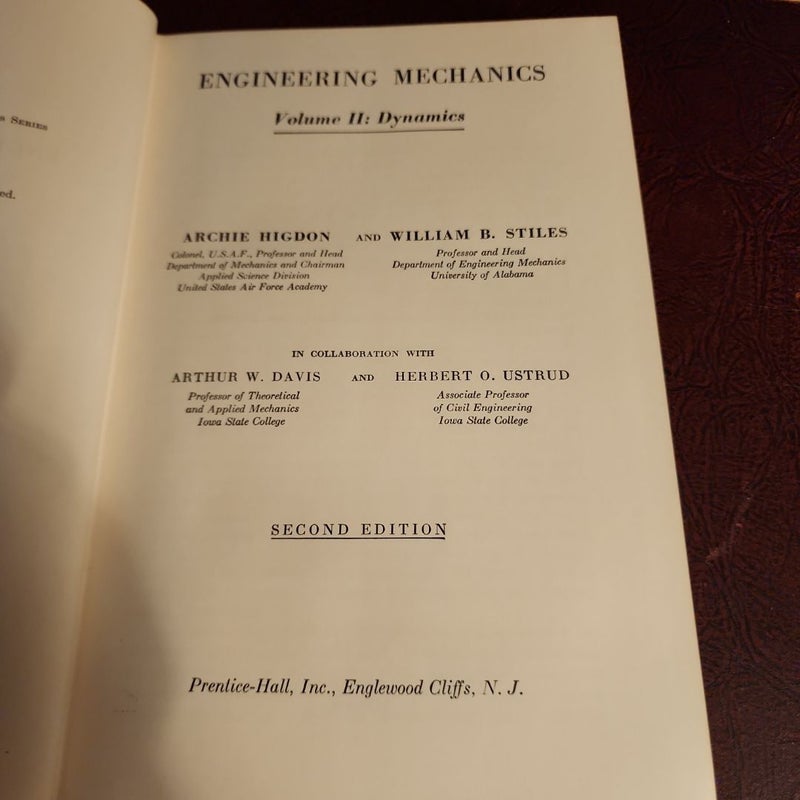 s SERIES
ed.
ENGINEERING MECHANICS
Volume II: Dynamics
ARCHIE HIGDON AND WILLIAM B. STILES
Colonel, U.S.A.F., Professor and Head
Department of Mechanics and Chairman
Applied Science Division
United States Air Force Academy
Professor and Head
Department of Engineering Mechanics
University of Alabama
IN COLLABORATION WITH
ARTHUR W. DAVIS AND HERBERT O. USTRUD
Professor of Theoretical
and Applied Mechanics
Iowa State College
Associate Professor
of Civil Engineering
Iowa State College
SECOND EDITION
Prentice-Hall, Inc., Englewood Cliffs, N. J.